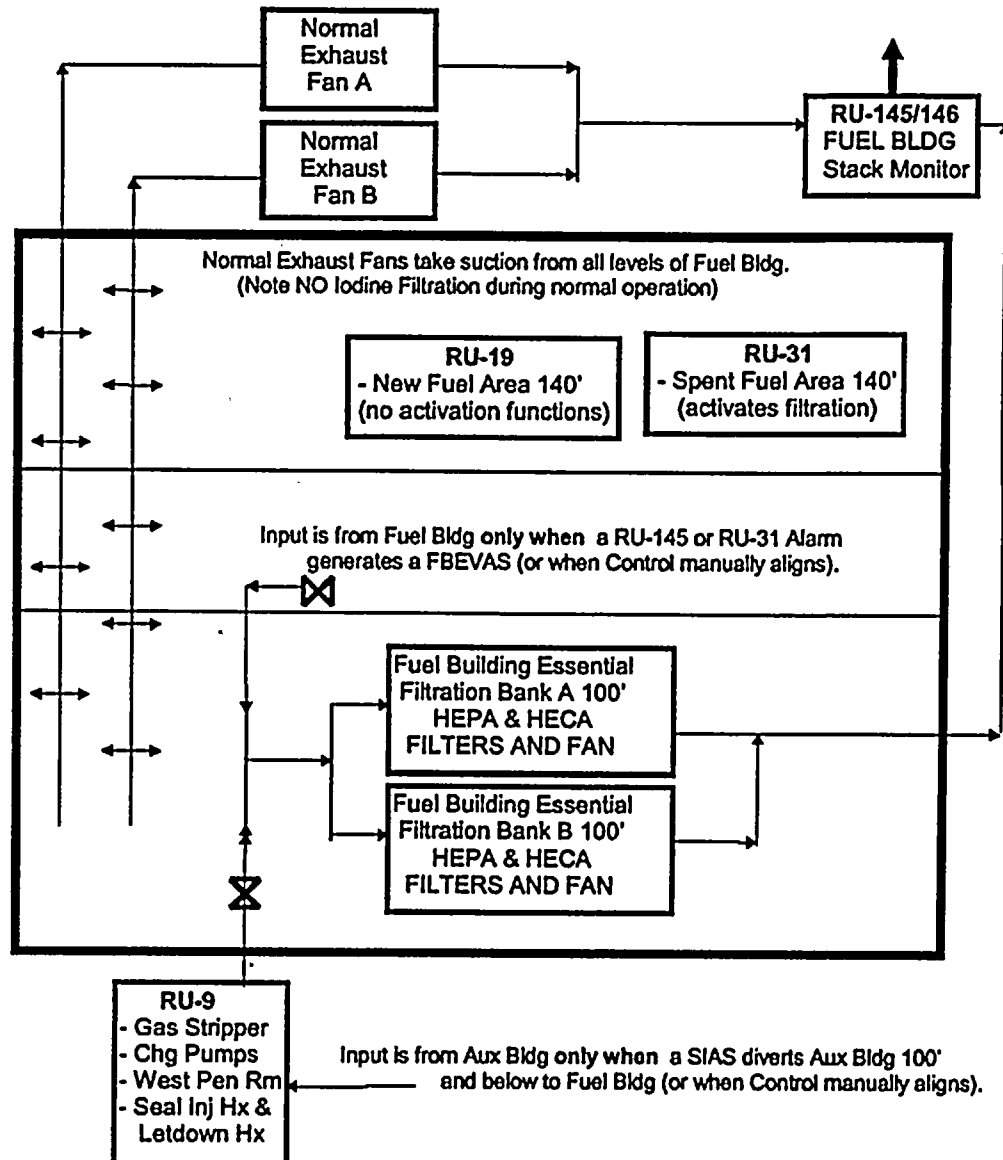 Normal
Exhaust
Fan A
Normal
Exhaust
Fan B
RU-145/146
FUEL BLDG
Stack Monitor
Normal Exhaust Fans take suction from all levels of Fuel Bldg.
(Note NO Iodine Filtration during normal operation)
RU-19
- New Fuel Area 140'
(no activation functions)
RU-31
- Spent Fuel Area 140'
(activates filtration)
Input is from Fuel Bldg only when a RU-145 or RU-31 Alarm
generates a FBEVAS (or when Control manually aligns).
Fuel Building Essential
Filtration Bank A 100'
HEPA & HECA
FILTERS AND FAN
Fuel Building Essential
Filtration Bank B 100'
HEPA & HECA
FILTERS AND FAN
RU-9
- Gas Stripper
- Chg Pumps
- West Pen Rm
- Seal Inj Hx &
Letdown Hx
Input is from Aux Bldg only when a SIAS diverts Aux Bldg 100'
and below to Fuel Bldg (or when Control manually aligns).